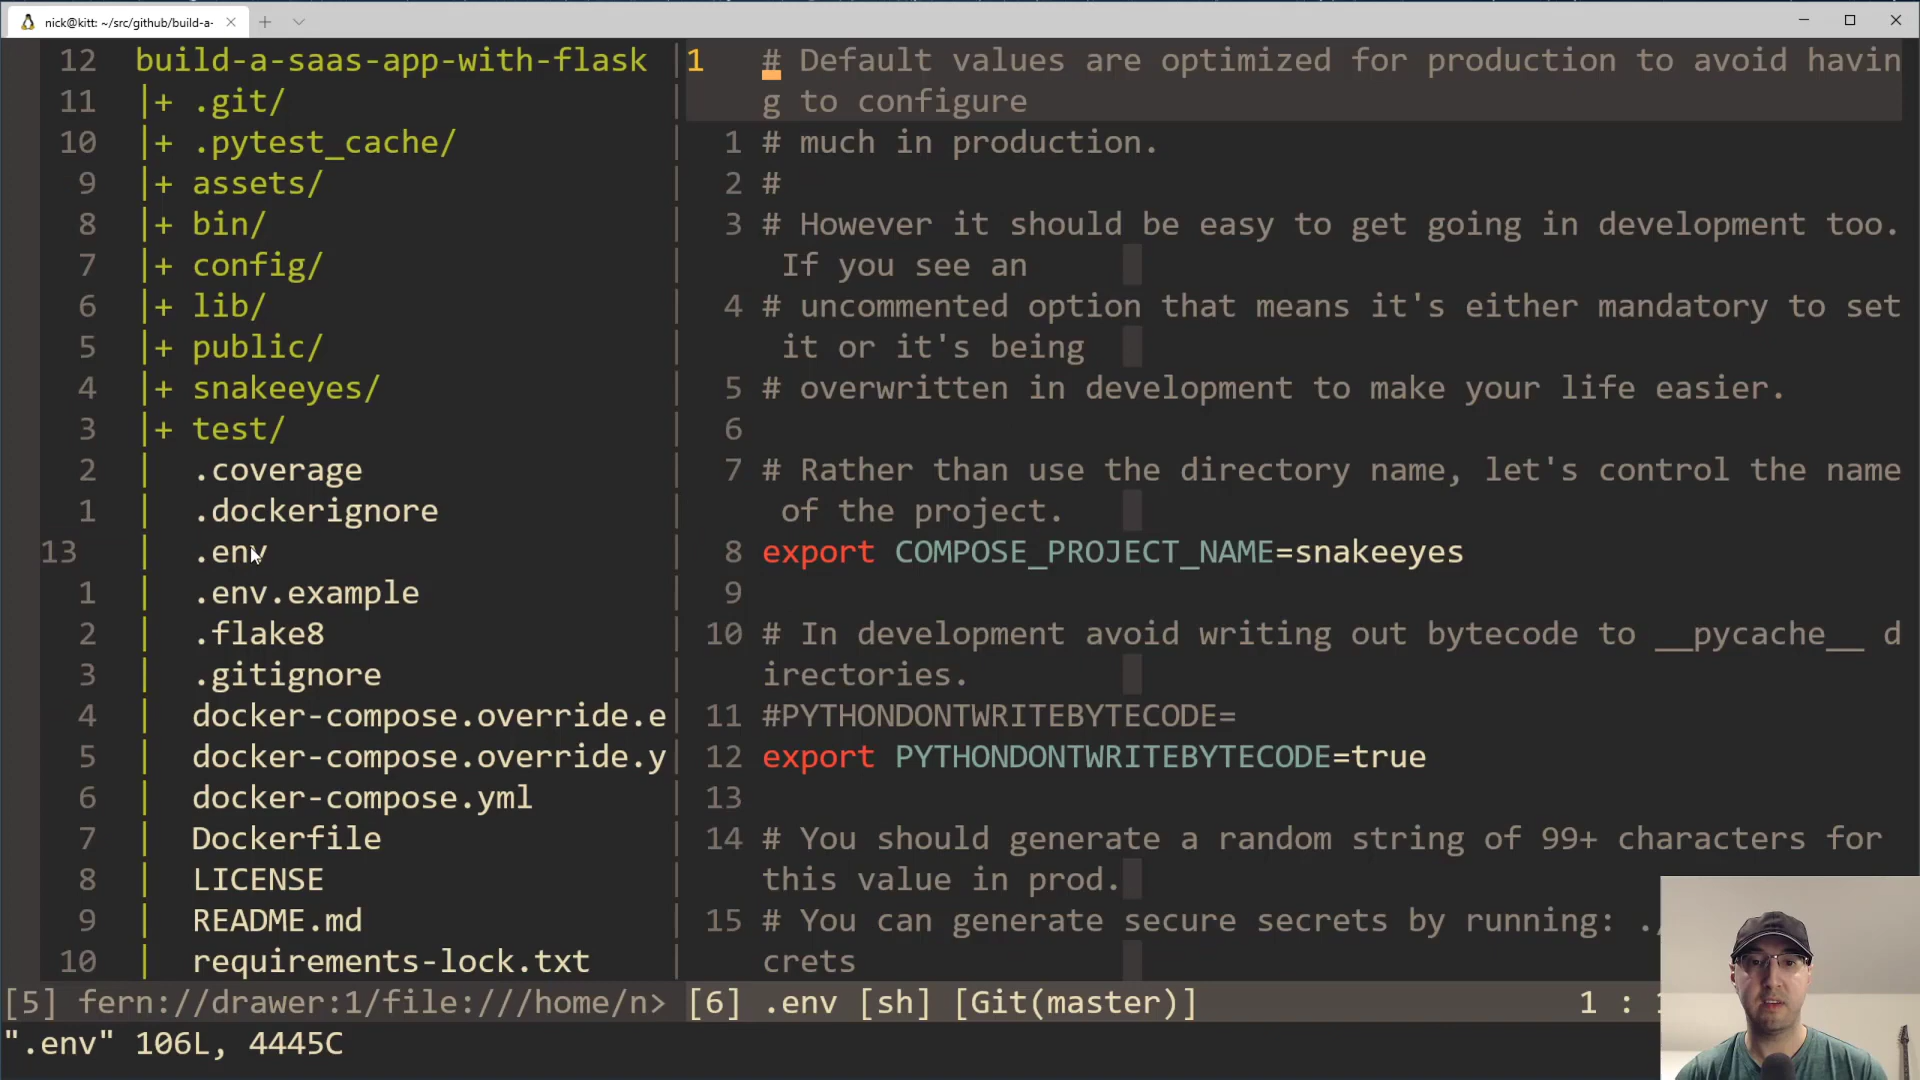 nick@kitt: ~/src/github/build-a-
12 build-a-saas-app-with-flask
11 |+ .git/
10 |+ .pytest_cache/
9 |+ assets/
8 |+ bin/
7 |+ config/
6 |+ lib/
5 |+ public/
4 |+ snakeeyes/
3 |+ test/
2 | .coverage
1 | .dockerignore
13 | .env
1 | .env.example
2 | .flake8
3 | .gitignore
4 | docker-compose.override.e
5 | docker-compose.override.y
6 | docker-compose.yml
7 | Dockerfile
8 | LICENSE
9 | README.md
10 | requirements-lock.txt
[5] fern://drawer:1/file:///home/n>
1 # Default values are optimized for production to avoid havin
g to configure
1 # much in production.
2 #
3 # However it should be easy to get going in development too.
If you see an
4 # uncommented option that means it's either mandatory to set
it or it's being
5 # overwritten in development to make your life easier.
6
7 # Rather than use the directory name, let's control the name
of the project.
8 export COMPOSE_PROJECT_NAME=snakeeyes
9
10 # In development avoid writing out bytecode to __pycache__ d
irectories.
11 #PYTHONDONTWRITEBYTECODE=
12 export PYTHONDONTWRITEBYTECODE=true
13
14 # You should generate a random string of 99+ characters for
this value in prod.
15 # You can generate secure secrets by running: .
crets
[6] .env [sh] [Git(master)] 1 :
".env" 106L, 4445C